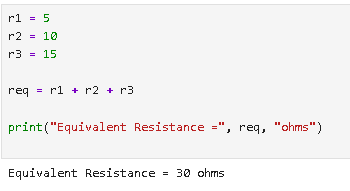 r1 = 5
r2 = 10
r3 = 15
req = r1 + r2 + r3
print("Equivalent Resistance =", req, "ohms")
Equivalent Resistance = 30 ohms